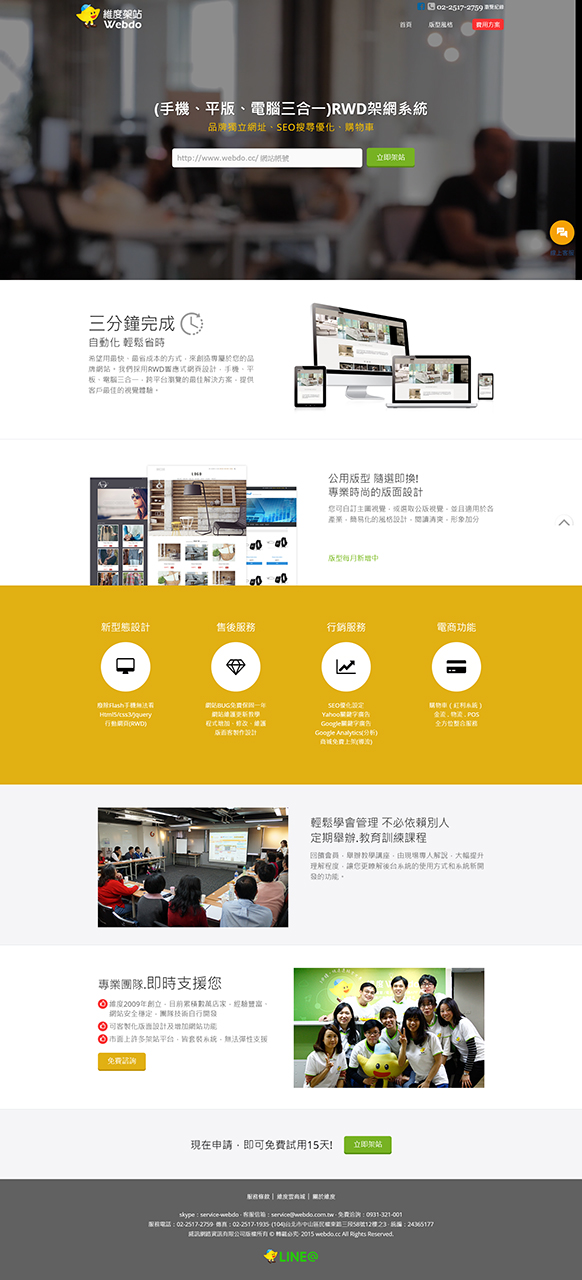 維度架站
Webdo
02-2517-2759 瀏覽紀錄
首頁 版型風格 費用方案
(手機、平版、電腦三合一)RWD架網系統
品牌獨立網址、SEO搜尋優化、購物車
http://www.webdo.cc/ 網站帳號 立即架站
線上客服
三分鐘完成
自動化 輕鬆省時
希望用最快、最省成本的方式，來創造專屬於您的品
牌網站。我們採用RWD響應式網頁設計，手機、平
板、電腦三合一，跨平台瀏覽的最佳解決方案，提供
客戶最佳的視覺體驗。
公用版型 隨選即換!
專業時尚的版面設計
您可自訂主圖視覺，或選取公版視覺，並且適用於各
產業，簡易化的風格設計，閱讀清爽，形象加分
版型每月新增中
新型態設計
廢除Flash手機無法看
Html5/css3/jquery
行動網頁(RWD)
售後服務
網站BUG免費保固一年
網站維護更新教學
程式增加、修改、維護
版面客製作設計
行銷服務
SEO優化設定
Yahoo關鍵字廣告
Google關鍵字廣告
Google Analytics(分析)
商城免費上架(曝光)
電商功能
購物車 ( 紅利系統 )
金流 , 物流 , POS
全方位整合服務
輕鬆學會管理 不必依賴別人
定期舉辦.教育訓練課程
回饋會員，舉辦教學講座，由現場專人解說，大幅提升
理解程度，讓您更瞭解後台系統的使用方式和系統新開
發的功能。
專業團隊.即時支援您
維度2009年創立，目前累積數萬店家，經驗豐富、
網站安全穩定，團隊技術自行開發
可客製化版面設計及增加網站功能
市面上許多架站平台，皆套裝系統，無法彈性支援
免費諮詢
現在申請，即可免費試用15天! 立即架站
服務條款 | 維度雲商城 | 關於維度
skype：service-webdo · 客服信箱：service@webdo.com.tw · 免費洽詢：0931-321-001
服務電話：02-2517-2759· 傳真：02-2517-1935· (104)台北市中山區民權東路三段58號12樓之3 · 統編：24365177
威訊網路資訊有限公司版權所有 © 轉載必究 2015 webdo.cc All Rights Reserved.
LINE@